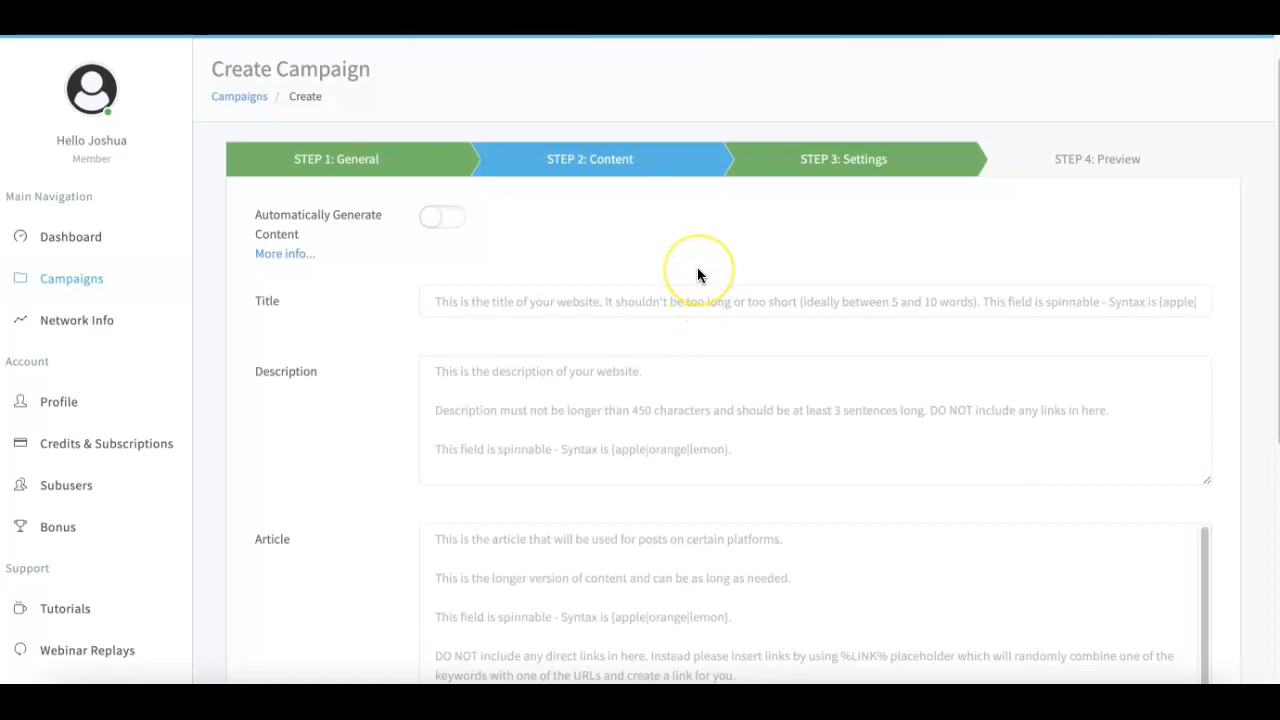 Create Campaign
Campaigns / Create
Hello Joshua
Member
Main Navigation
Dashboard
Campaigns
Network Info
Account
Profile
Credits & Subscriptions
Subusers
Bonus
Support
Tutorials
Webinar Replays
STEP 1: General
STEP 2: Content
STEP 3: Settings
STEP 4: Preview
Automatically Generate
Content
More info...
Title
This is the title of your website. It shouldn't be too long or too short (ideally between 5 and 10 words). This field is spinnable - Syntax is {apple|
Description
This is the description of your website.
Description must not be longer than 450 characters and should be at least 3 sentences long. DO NOT include any links in here.
This field is spinnable - Syntax is {apple|orange|lemon}.
Article
This is the article that will be used for posts on certain platforms.
This is the longer version of content and can be as long as needed.
This field is spinnable - Syntax is {apple|orange|lemon}.
DO NOT include any direct links in here. Instead please insert links by using %LINK% placeholder which will randomly combine one of the
keywords with one of the URLs and create a link for you.